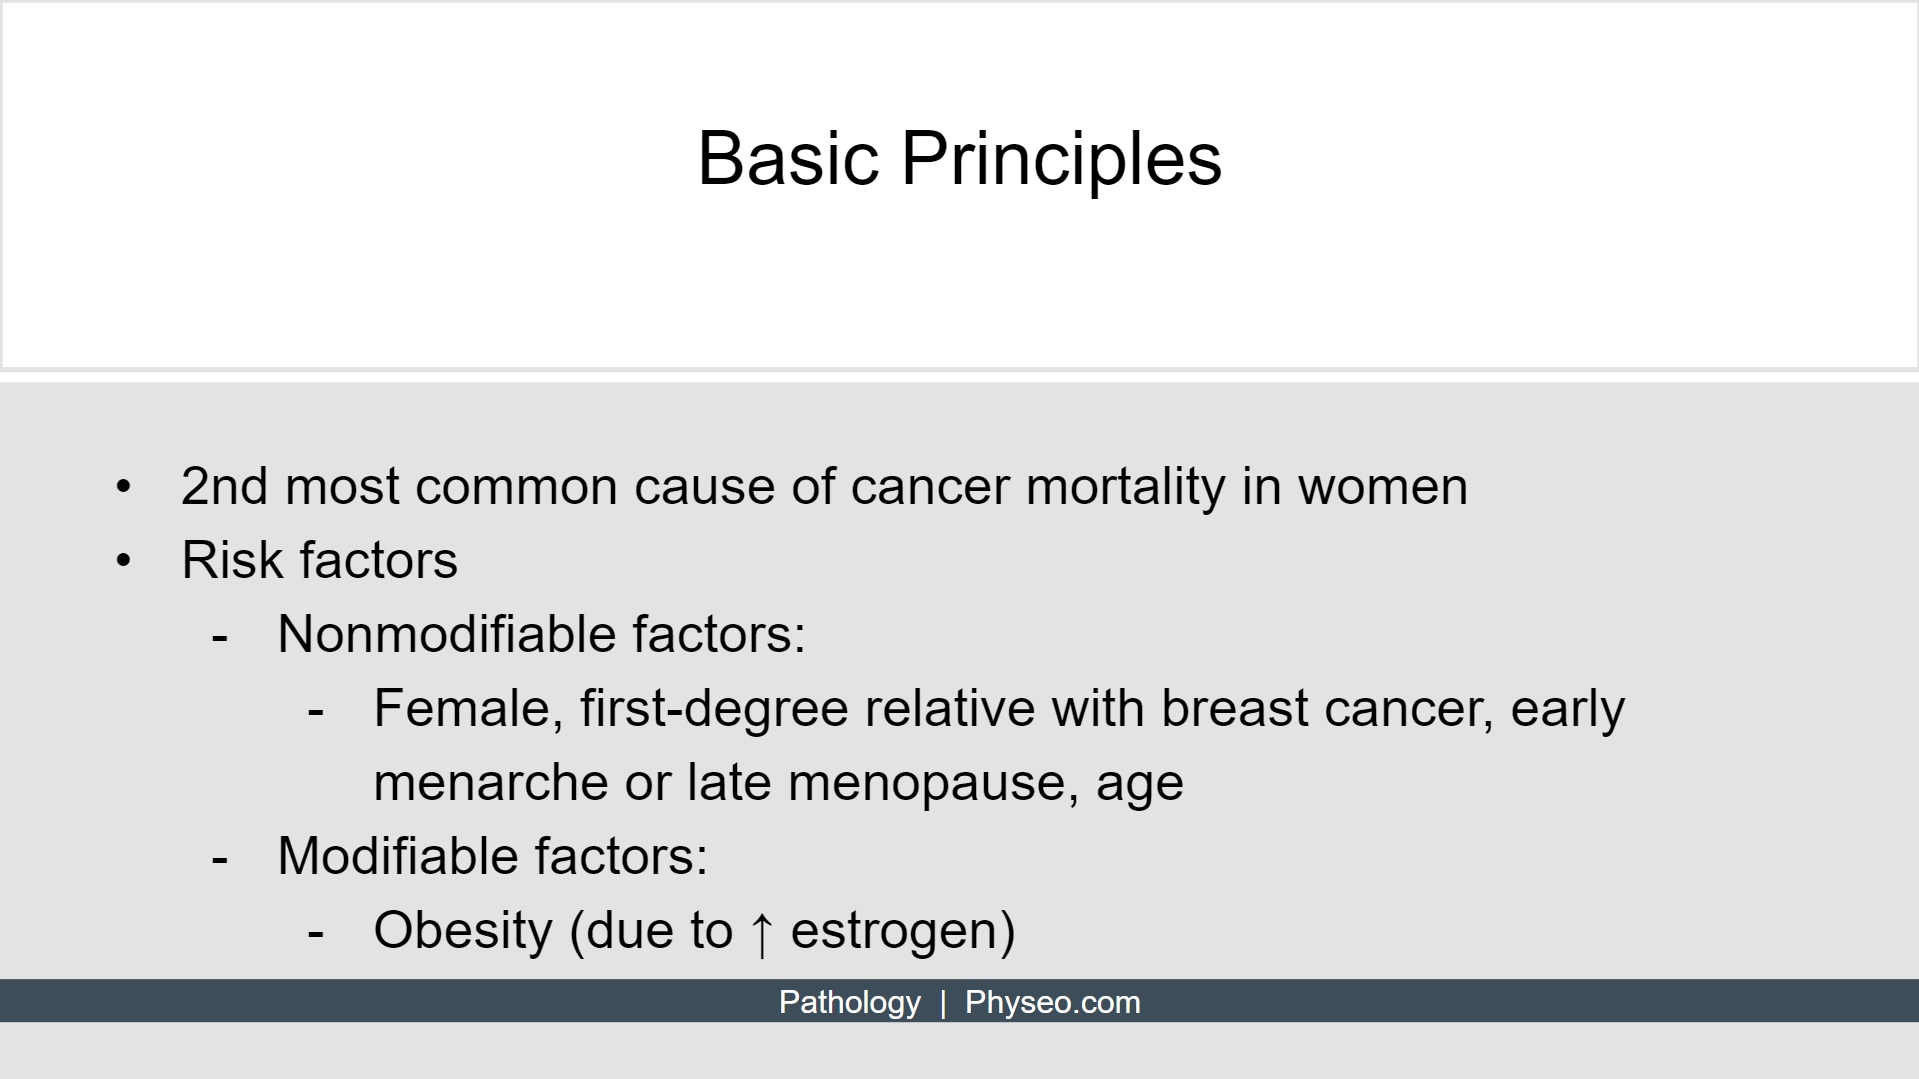 Basic Principles
• 2nd most common cause of cancer mortality in women
• Risk factors
- Nonmodifiable factors:
- Female, first-degree relative with breast cancer, early
menarche or late menopause, age
- Modifiable factors:
- Obesity (due to ↑ estrogen)
Pathology | Physeo.com